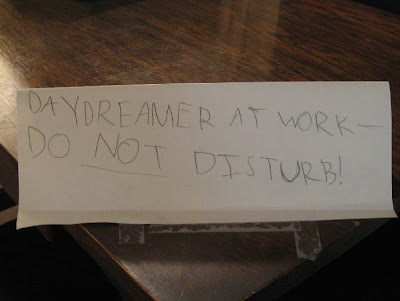 DAYDREAMER AT WORK—
DO NOT DISTURB!